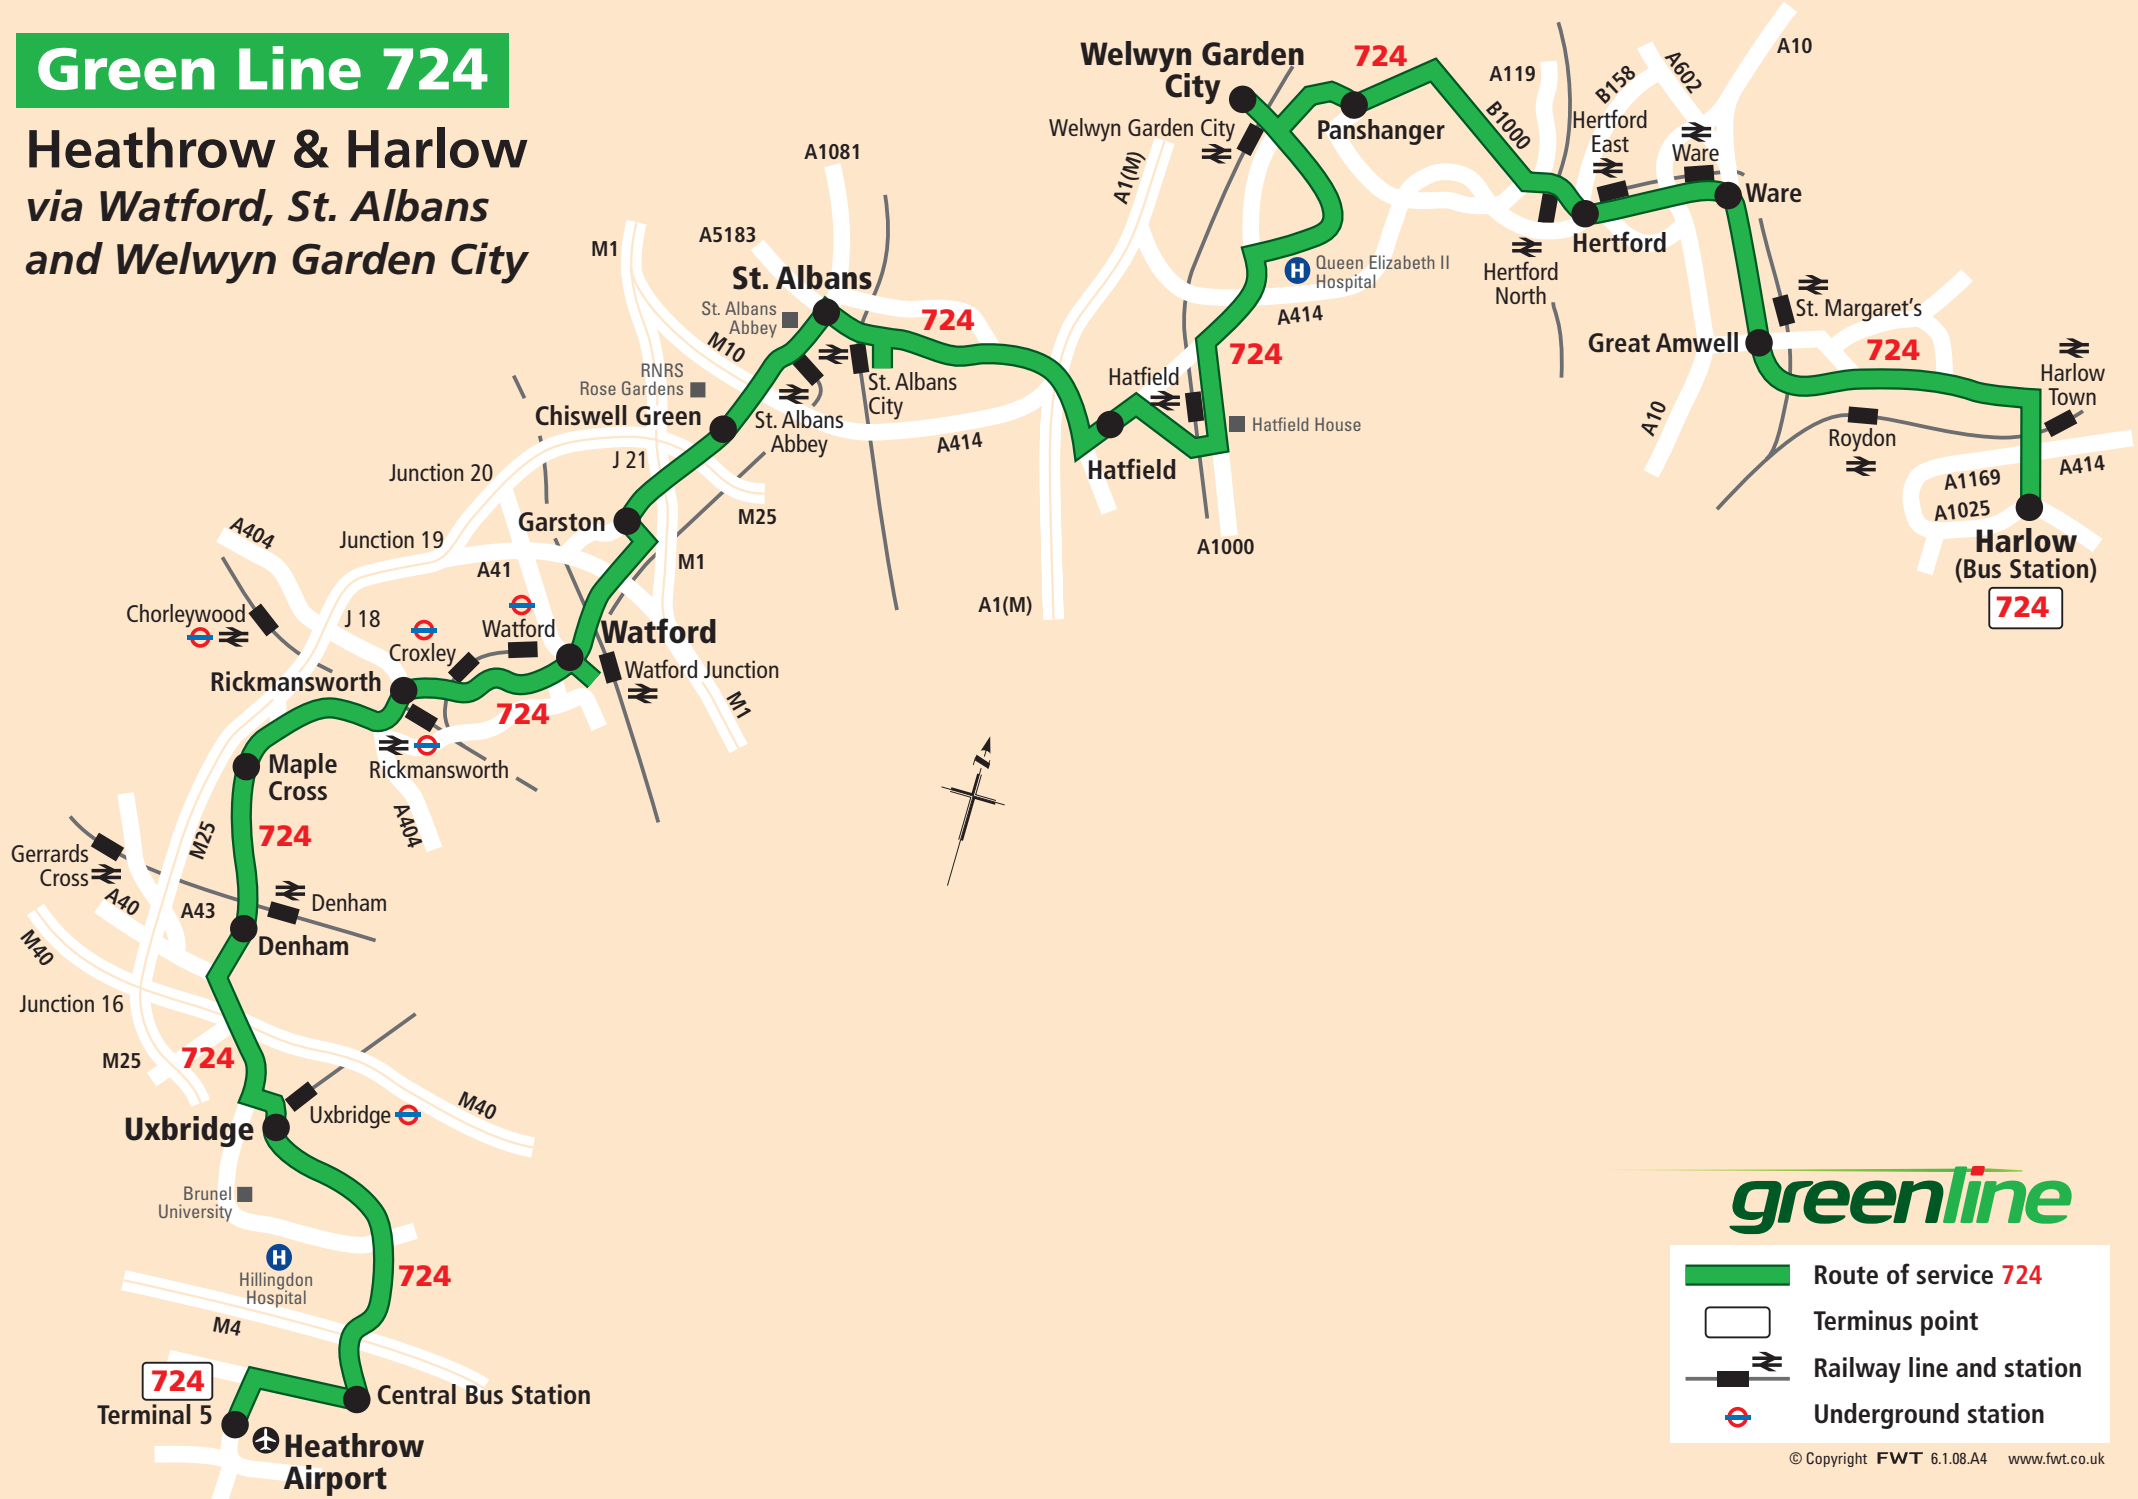 Green Line 724
Heathrow & Harlow
via Watford, St. Albans
and Welwyn Garden City
Welwyn Garden
City
724
Panshanger
Welwyn Garden City
A1(M)
A119
B1000
B158
A602
A10
Hertford
East
Ware
Ware
Hertford
Hertford
North
Queen Elizabeth II
Hospital
A414
724
St. Margaret's
Great Amwell
724
Harlow
Town
Roydon
A10
A1169
A1025
A414
Harlow
(Bus Station)
724
A1081
A5183
M1
St. Albans
St. Albans
Abbey
M10
724
RNRS
Rose Gardens
Chiswell Green
St. Albans
Abbey
St. Albans
City
A414
Hatfield
Hatfield
Hatfield House
A1000
A1(M)
Junction 20
J 21
Garston
M25
M1
Junction 19
A404
A41
Chorleywood
J 18
Croxley
Watford
Watford
Watford Junction
M1
Rickmansworth
724
Rickmansworth
A404
Maple
Cross
724
M25
Gerrards
Cross
A40
A43
Denham
Denham
M40
Junction 16
M25
724
Uxbridge
Uxbridge
M40
Brunel
University
H
Hillingdon
Hospital
724
M4
724
Terminal 5
Central Bus Station
Heathrow
Airport
N
H
greenline
Route of service 724
Terminus point
Railway line and station
Underground station
© Copyright FWT 6.1.08.A4 www.fwt.co.uk